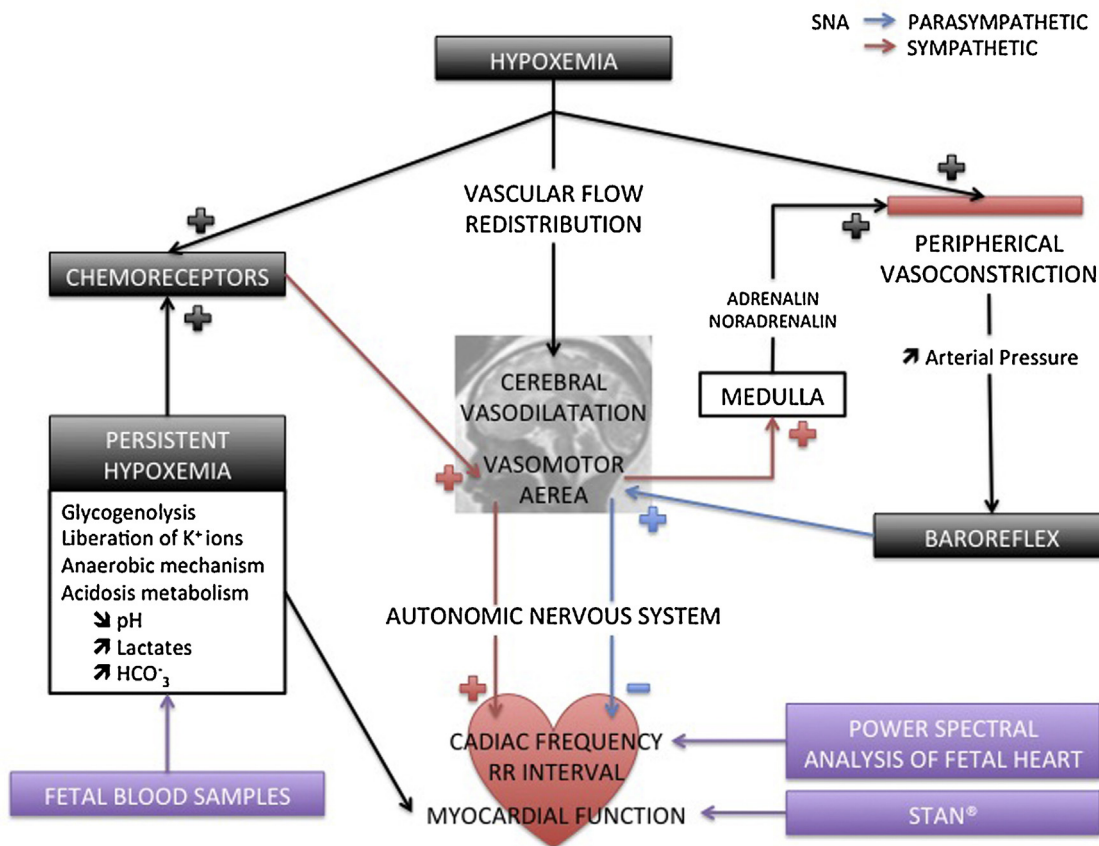 SNA PARASYMPATHETIC
SYMPATHETIC
HYPOXEMIA
VASCULAR FLOW
REDISTRIBUTION
CHEMORECEPTORS
PERIPHERICAL
VASOCONSTRICTION
ADRENALIN
NORADRENALIN
↗ Arterial Pressure
CEREBRAL
VASODILATATION
MEDULLA
PERSISTENT
HYPOXEMIA
VASOMOTOR
AEREA
Glycogenolysis
Liberation of K⁺ ions
Anaerobic mechanism
Acidosis metabolism
↘ pH
↗ Lactates
↗ HCO⁻₃
BAROREFLEX
AUTONOMIC NERVOUS SYSTEM
CADIAC FREQUENCY
RR INTERVAL
MYOCARDIAL FUNCTION
POWER SPECTRAL
ANALYSIS OF FETAL HEART
FETAL BLOOD SAMPLES
STAN®